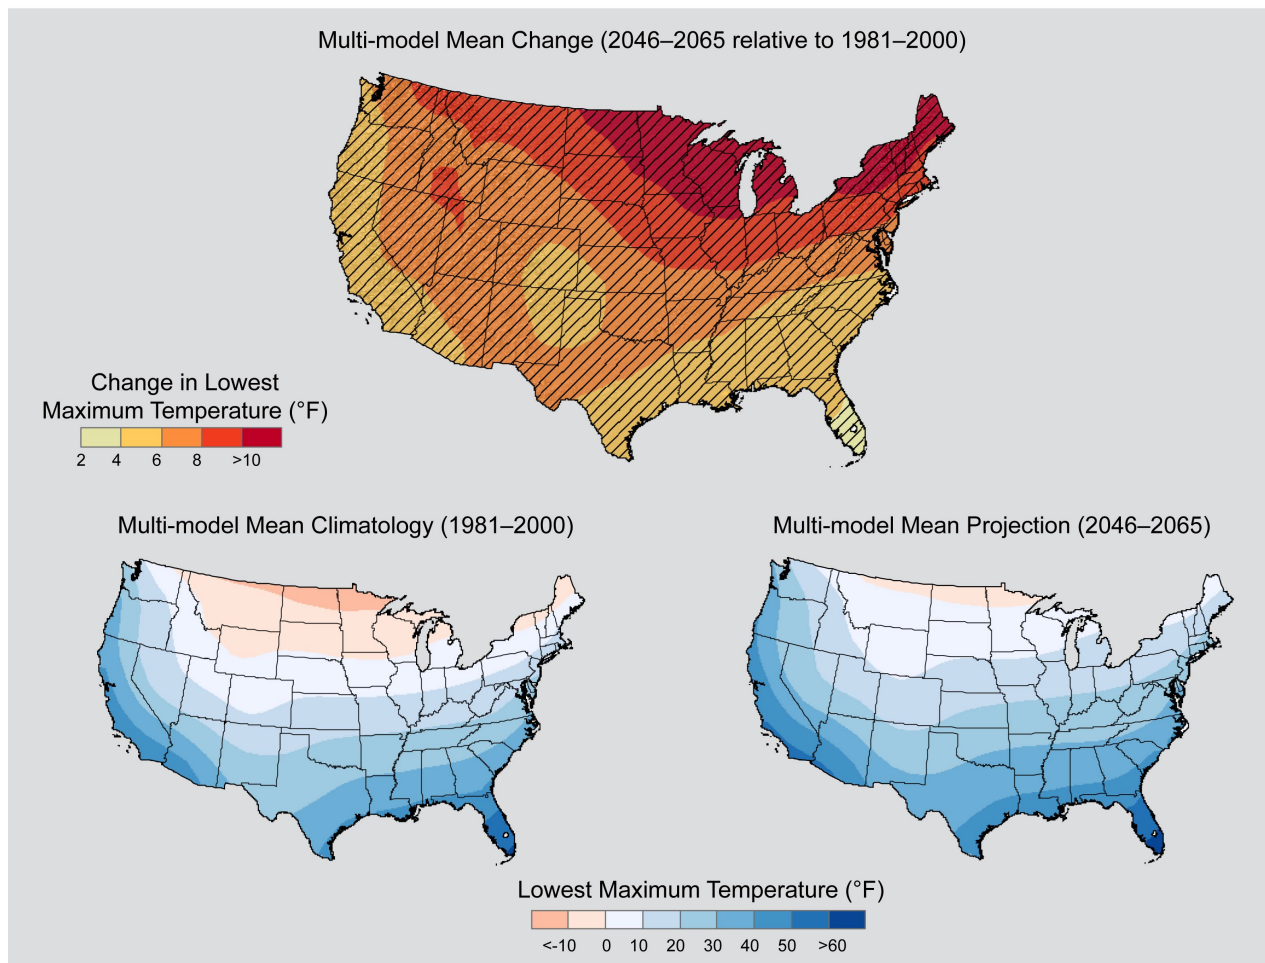 Multi-model Mean Change (2046–2065 relative to 1981–2000)
Change in Lowest
Maximum Temperature (°F)
2 4 6 8 >10
Multi-model Mean Climatology (1981–2000)
Multi-model Mean Projection (2046–2065)
Lowest Maximum Temperature (°F)
<-10 0 10 20 30 40 50 >60